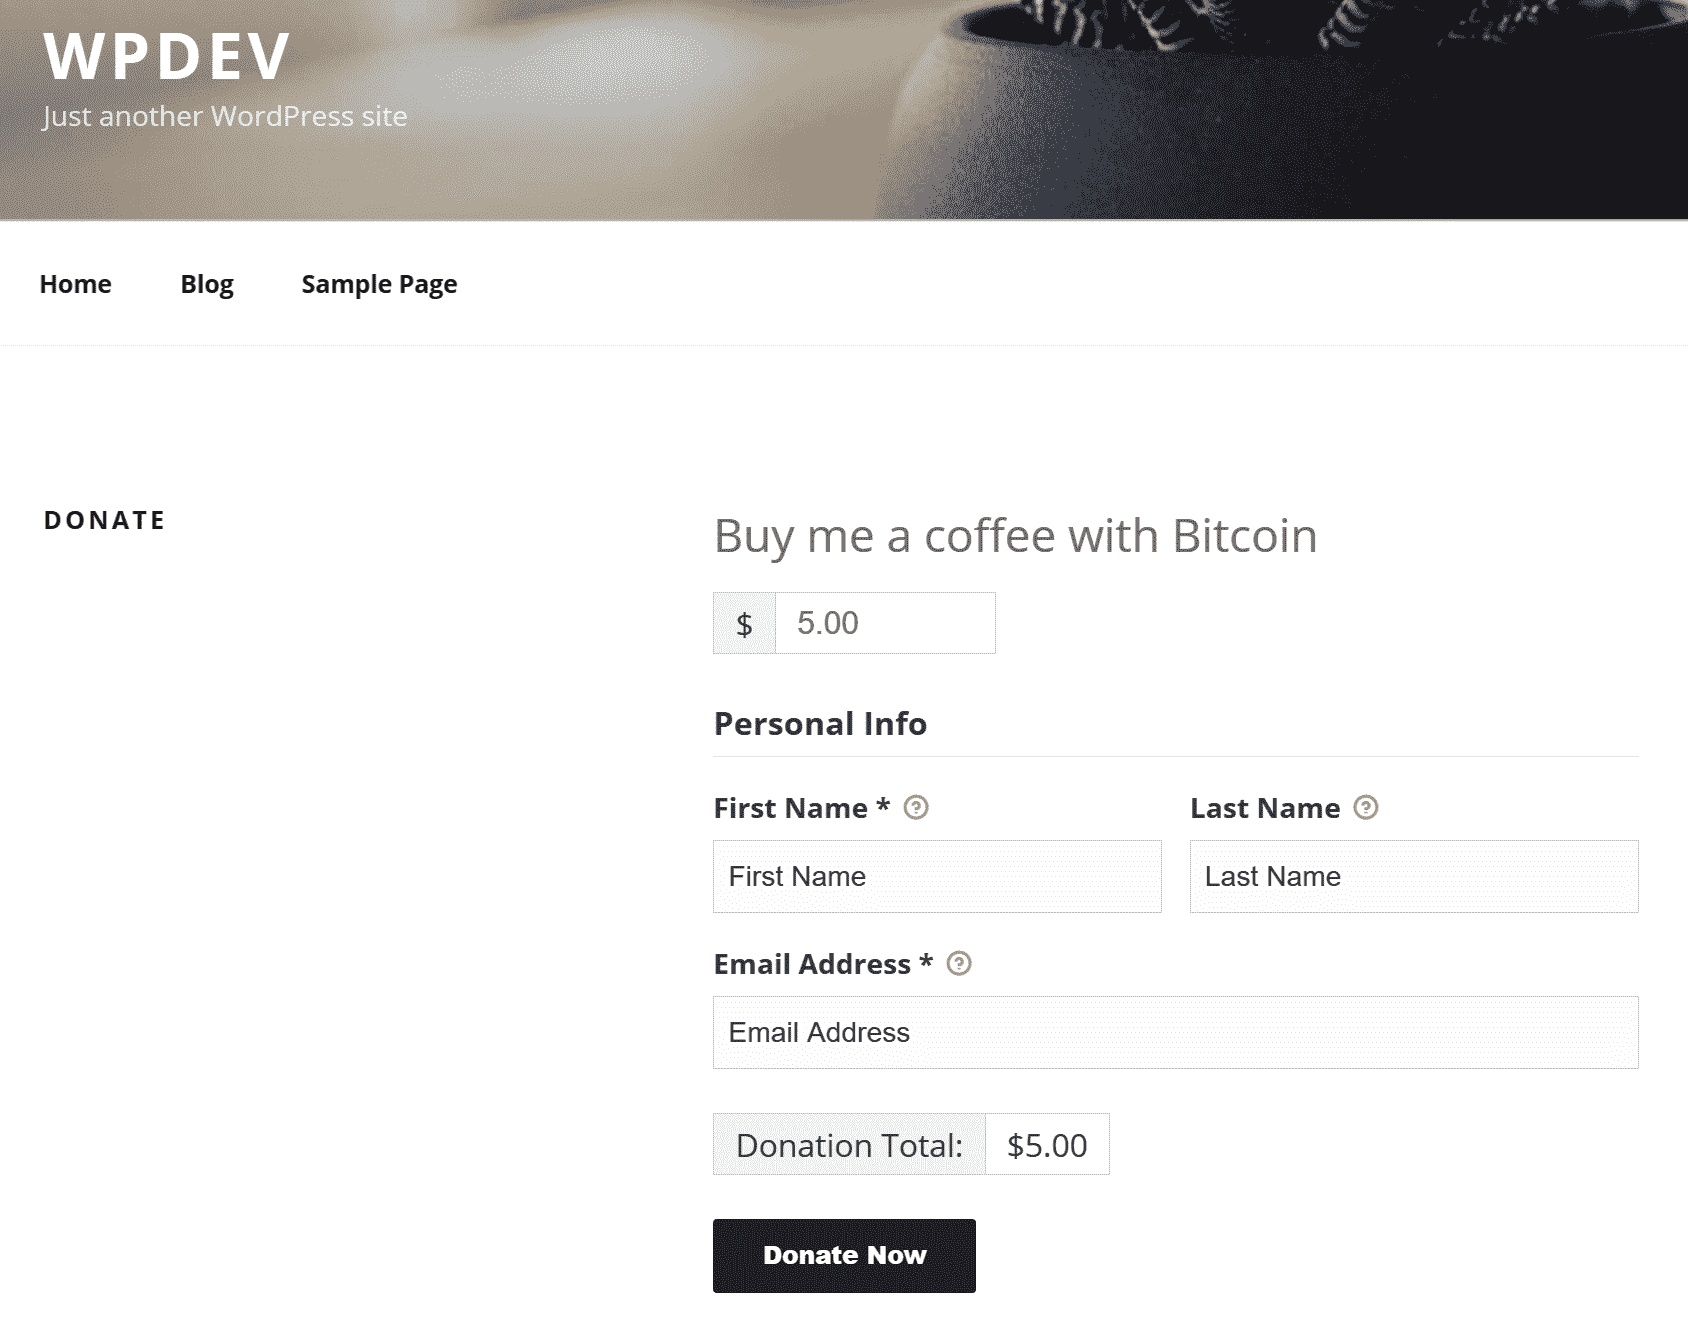 WPDEV
Just another WordPress site
Home Blog Sample Page
DONATE
Buy me a coffee with Bitcoin
$ 5.00
Personal Info
First Name * Last Name
First Name Last Name
Email Address *
Email Address
Donation Total: $5.00
Donate Now